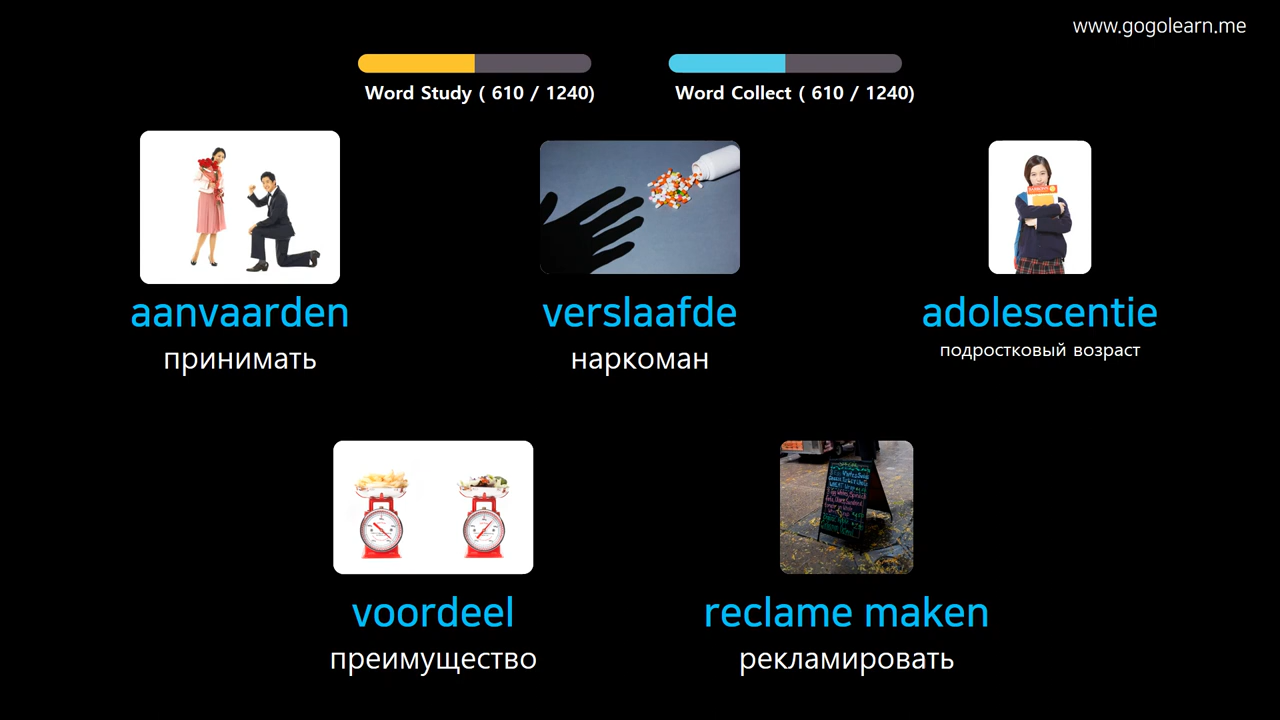 www.gogolearn.me
Word Study ( 610 / 1240)
Word Collect ( 610 / 1240)
aanvaarden
принимать
verslaafde
наркоман
adolescentie
подростковый возраст
voordeel
преимущество
reclame maken
рекламировать